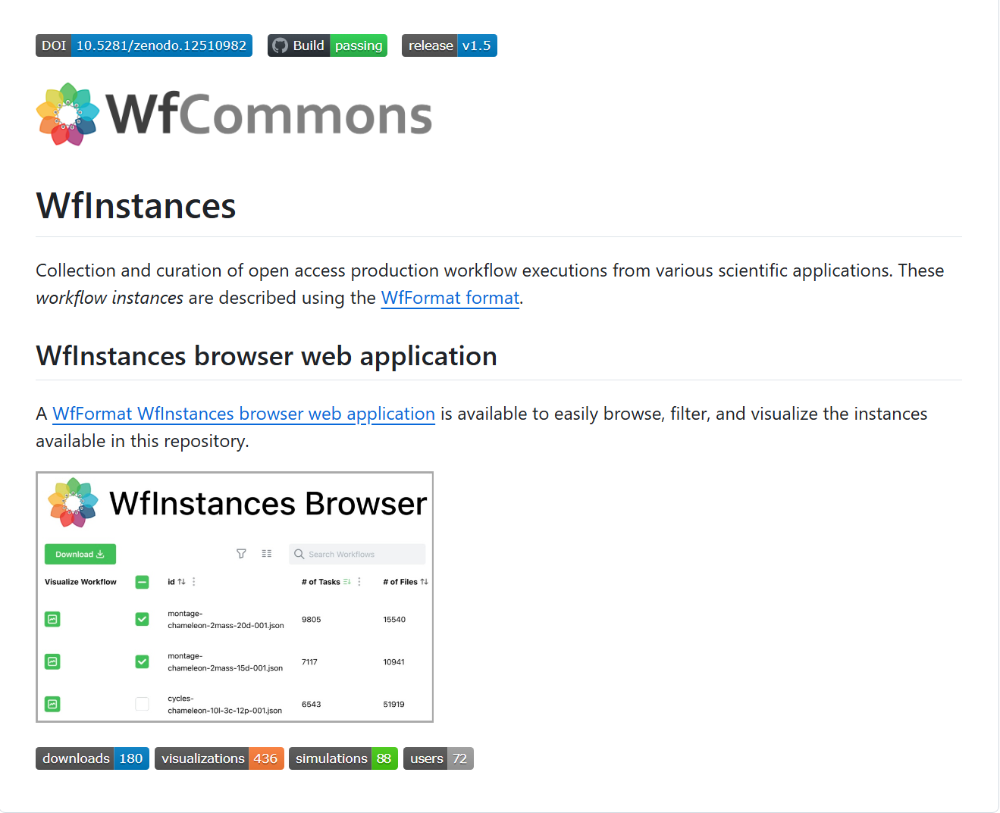 DOI 10.5281/zenodo.12510982 Build passing release v1.5
WfCommons
WfInstances
Collection and curation of open access production workflow executions from various scientific applications. These
workflow instances are described using the WfFormat format.
WfInstances browser web application
A WfFormat WfInstances browser web application is available to easily browse, filter, and visualize the instances
available in this repository.
WfInstances Browser
Download Search Workflows
Visualize Workflow id # of Tasks # of Files
montage-
chameleon-2mass-20d-001.json 9805 15540
montage-
chameleon-2mass-15d-001.json 7117 10941
cycles-
chameleon-10l-3c-12p-001.json 6543 51919
downloads 180 visualizations 436 simulations 88 users 72